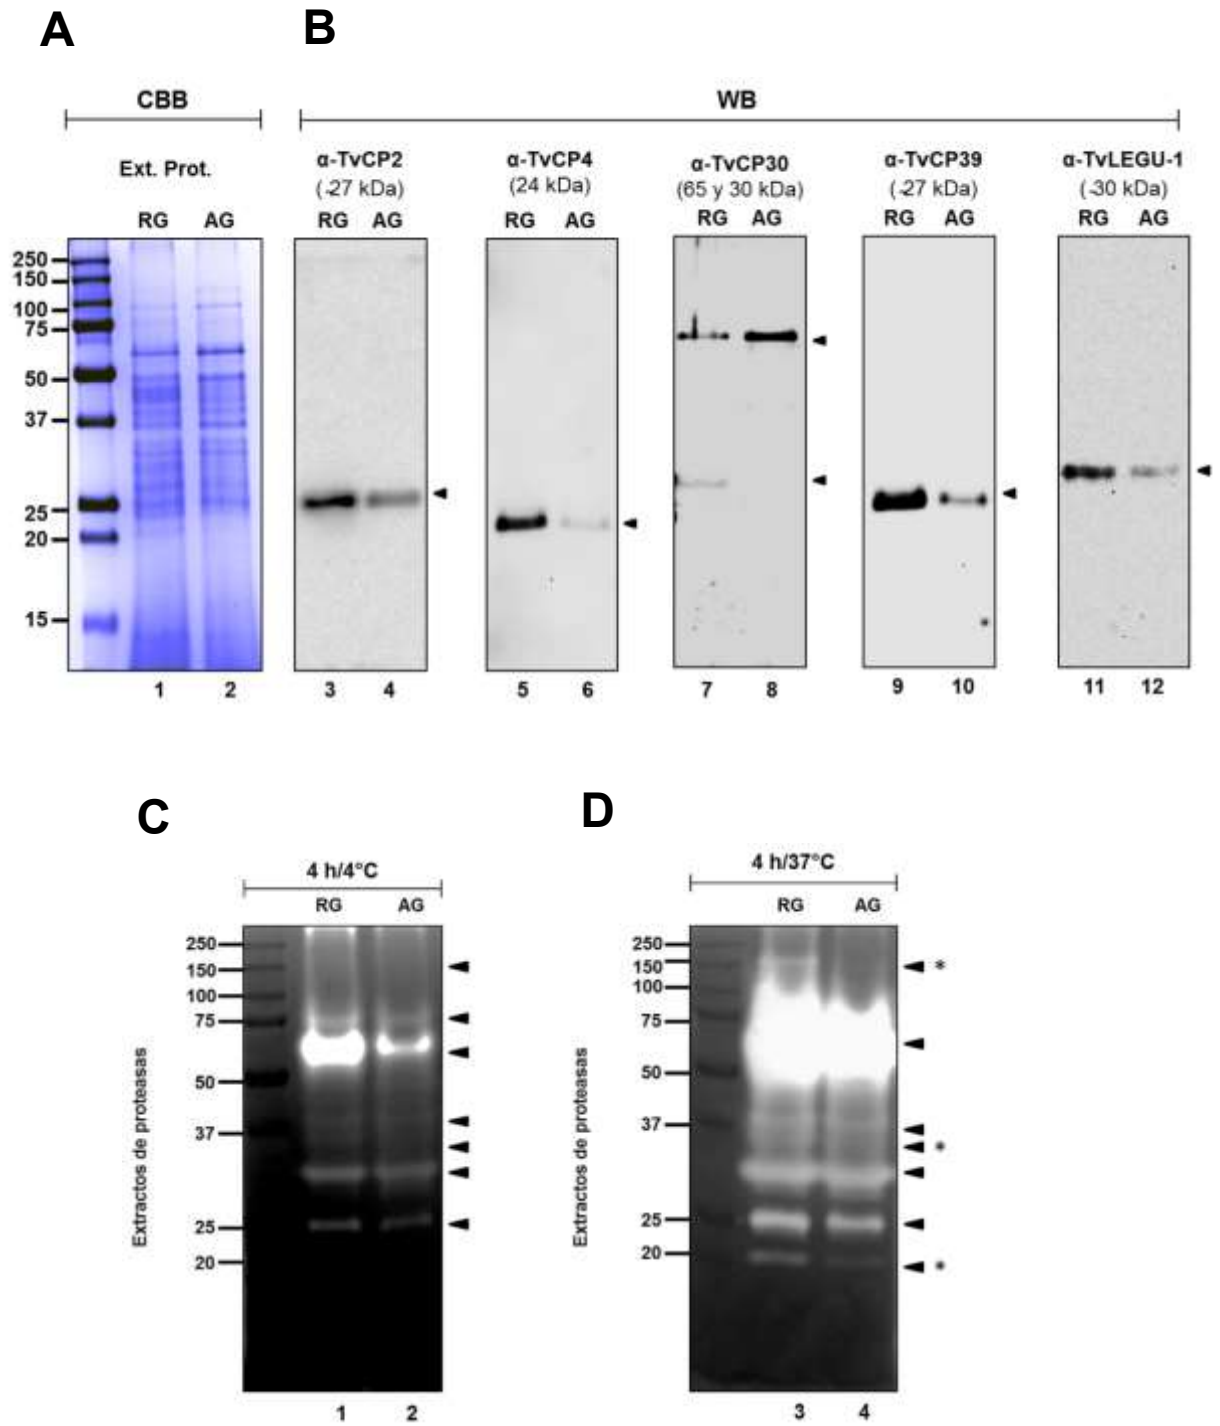 A
B
CBB
WB
Ext. Prot.
α-TvCP2
(~27 kDa)
α-TvCP4
(24 kDa)
α-TvCP30
(65 y 30 kDa)
α-TvCP39
(~27 kDa)
α-TvLEGU-1
(~30 kDa)
RG AG
RG AG
RG AG
RG AG
RG AG
RG AG
250
150
100
75
50
37
25
20
15
1 2
3 4
5 6
7 8
9 10
11 12
C
4 h/4°C
RG AG
250
150
100
75
50
37
25
20
Extractos de proteasas
1 2
D
4 h/37°C
RG AG
250
150
100
75
50
37
25
20
*
*
*
Extractos de proteasas
3 4